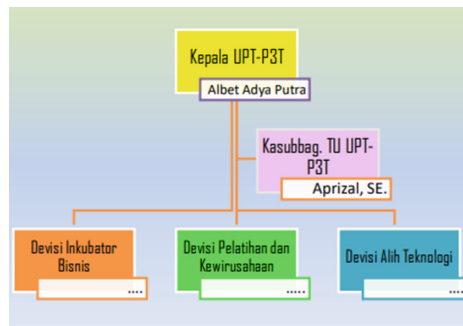 Kepala UPT-P3T
Albet Adya Putra
Kasubbag. TU UPT-
P3T
Aprizal, SE.
Devisi Inkubator
Bisnis
....
Devisi Pelatihan dan
Kewirusahaan
.....
Devisi Alih Teknologi
....